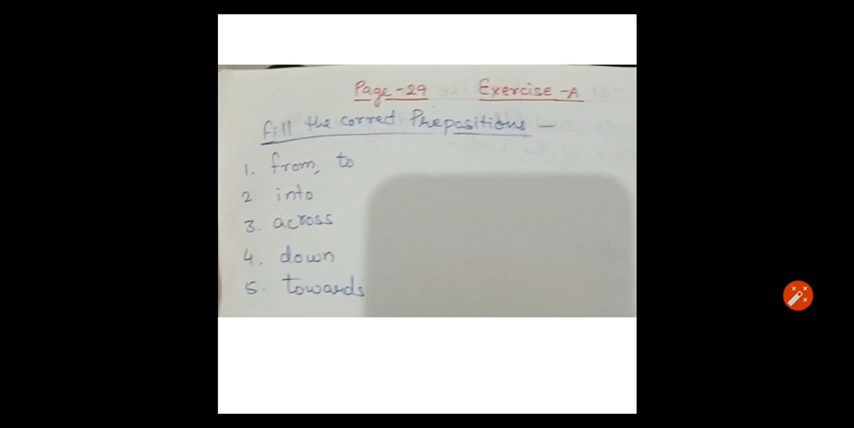 Page-29 Exercise-A
Fill the correct Prepositions -
1. from, to
2 into
3. across
4. down
5. towards